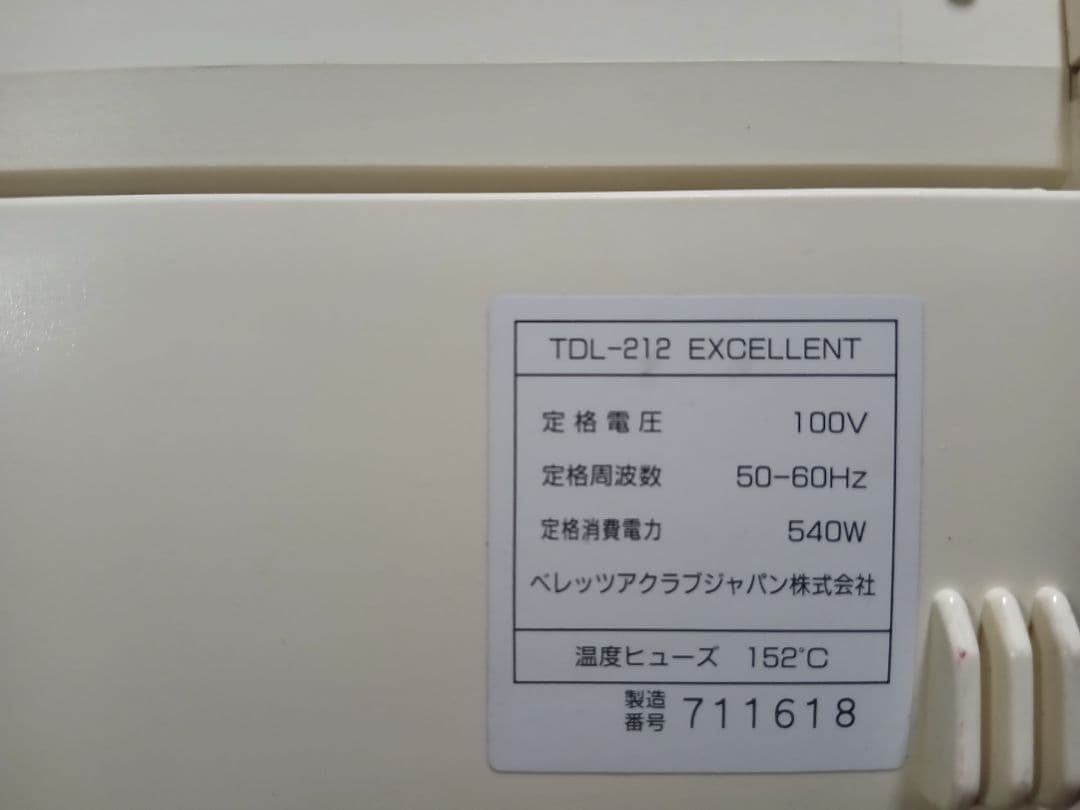 TDL-212 EXCELLENT
定格電圧 100V
定格周波数 50-60Hz
定格消費電力 540W
ベレッツアクラブジャパン株式会社
温度ヒューズ 152℃
製造番号 711618